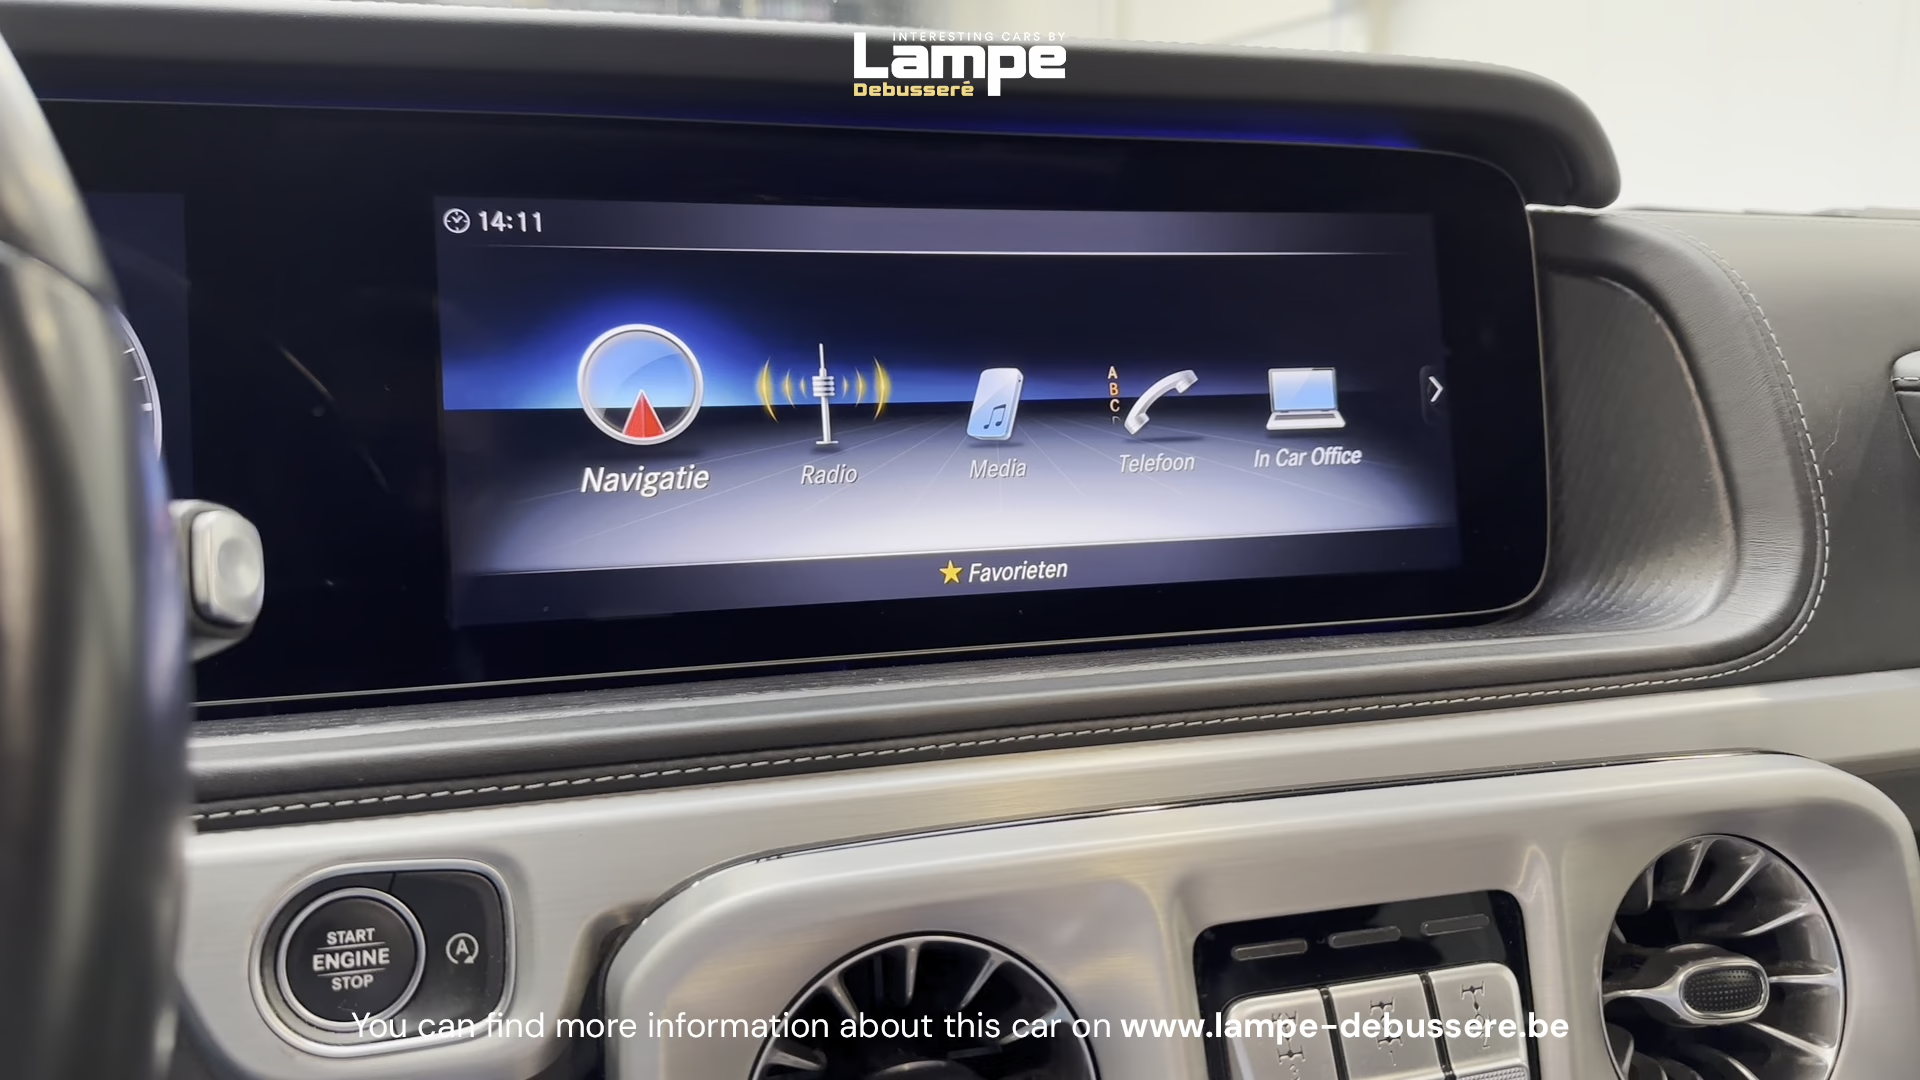 INTERESTING CARS BY
Lampe
Debusseré
14:11
Navigatie
Radio
Media
A
B
C
D
Telefoon
In Car Office
Favorieten
START
ENGINE
STOP
A
You can find more information about this car on www.lampe-debussere.be